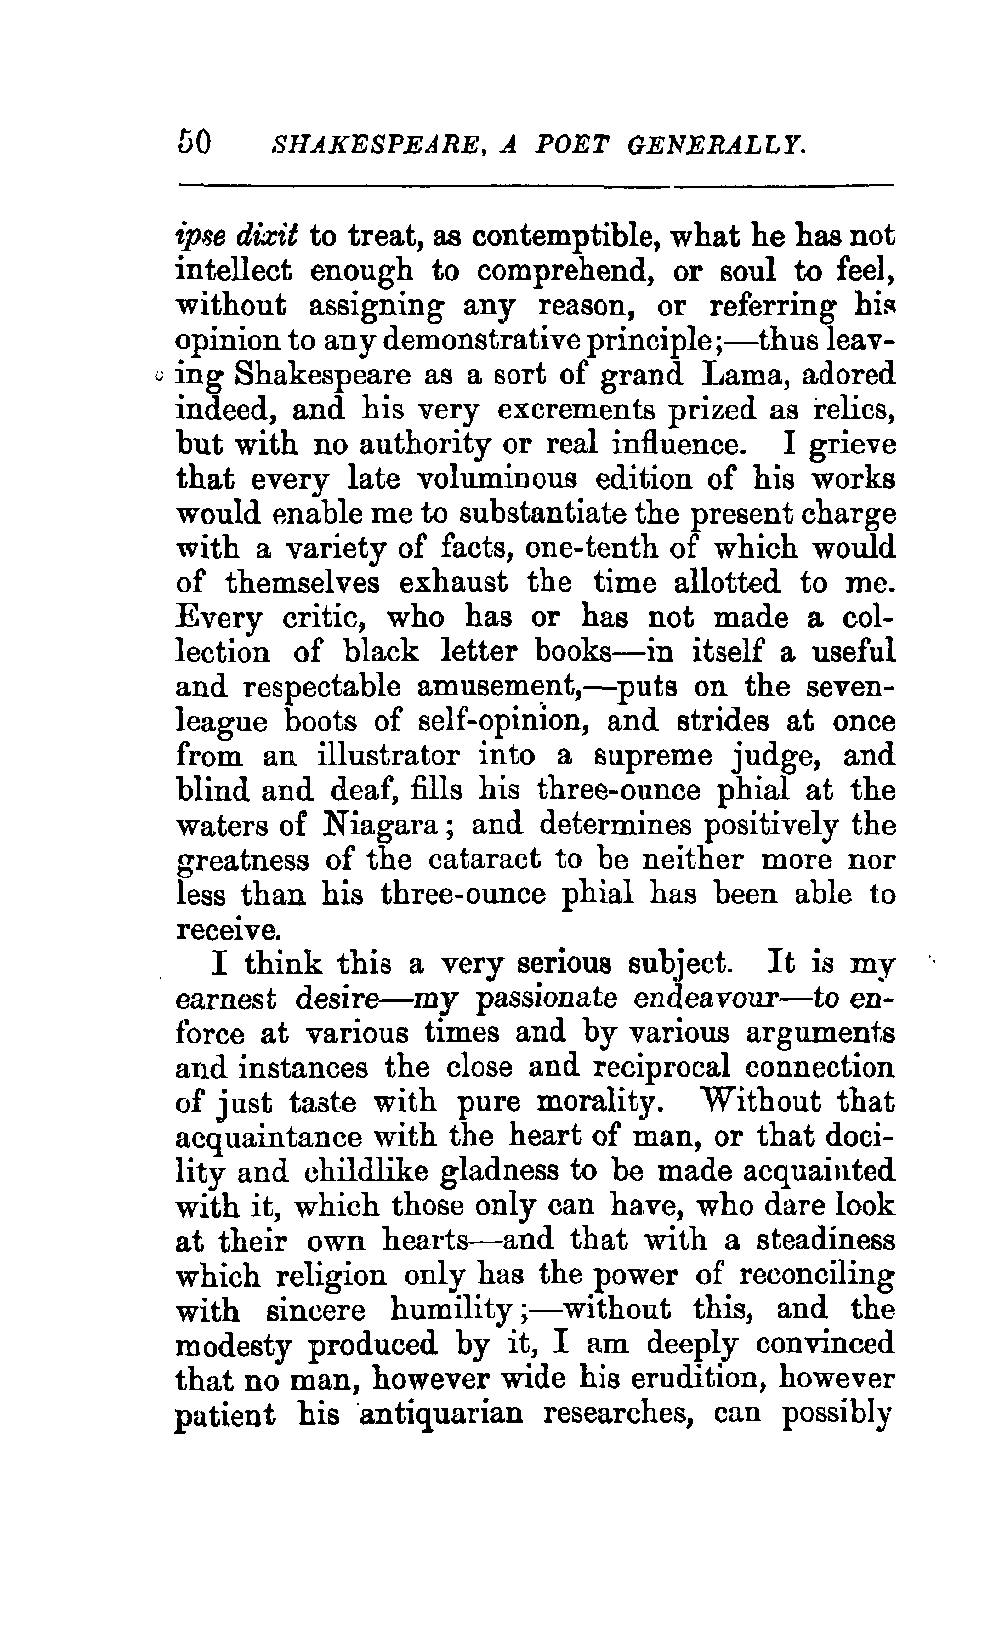 50 SHAKESPEARE, A POET GENERALLY.
ipse dixit to treat, as contemptible, what he has not
intellect enough to comprehend, or soul to feel,
without assigning any reason, or referring his
opinion to any demonstrative principle;—thus leav-
ing Shakespeare as a sort of grand Lama, adored
indeed, and his very excrements prized as relics,
but with no authority or real influence. I grieve
that every late voluminous edition of his works
would enable me to substantiate the present charge
with a variety of facts, one-tenth of which would
of themselves exhaust the time allotted to me.
Every critic, who has or has not made a col-
lection of black letter books—in itself a useful
and respectable amusement,—puts on the seven-
league boots of self-opinion, and strides at once
from an illustrator into a supreme judge, and
blind and deaf, fills his three-ounce phial at the
waters of Niagara; and determines positively the
greatness of the cataract to be neither more nor
less than his three-ounce phial has been able to
receive.
I think this a very serious subject. It is my
earnest desire—my passionate endeavour—to en-
force at various times and by various arguments
and instances the close and reciprocal connection
of just taste with pure morality. Without that
acquaintance with the heart of man, or that doci-
lity and childlike gladness to be made acquainted
with it, which those only can have, who dare look
at their own hearts—and that with a steadiness
which religion only has the power of reconciling
with sincere humility;—without this, and the
modesty produced by it, I am deeply convinced
that no man, however wide his erudition, however
patient his antiquarian researches, can possibly